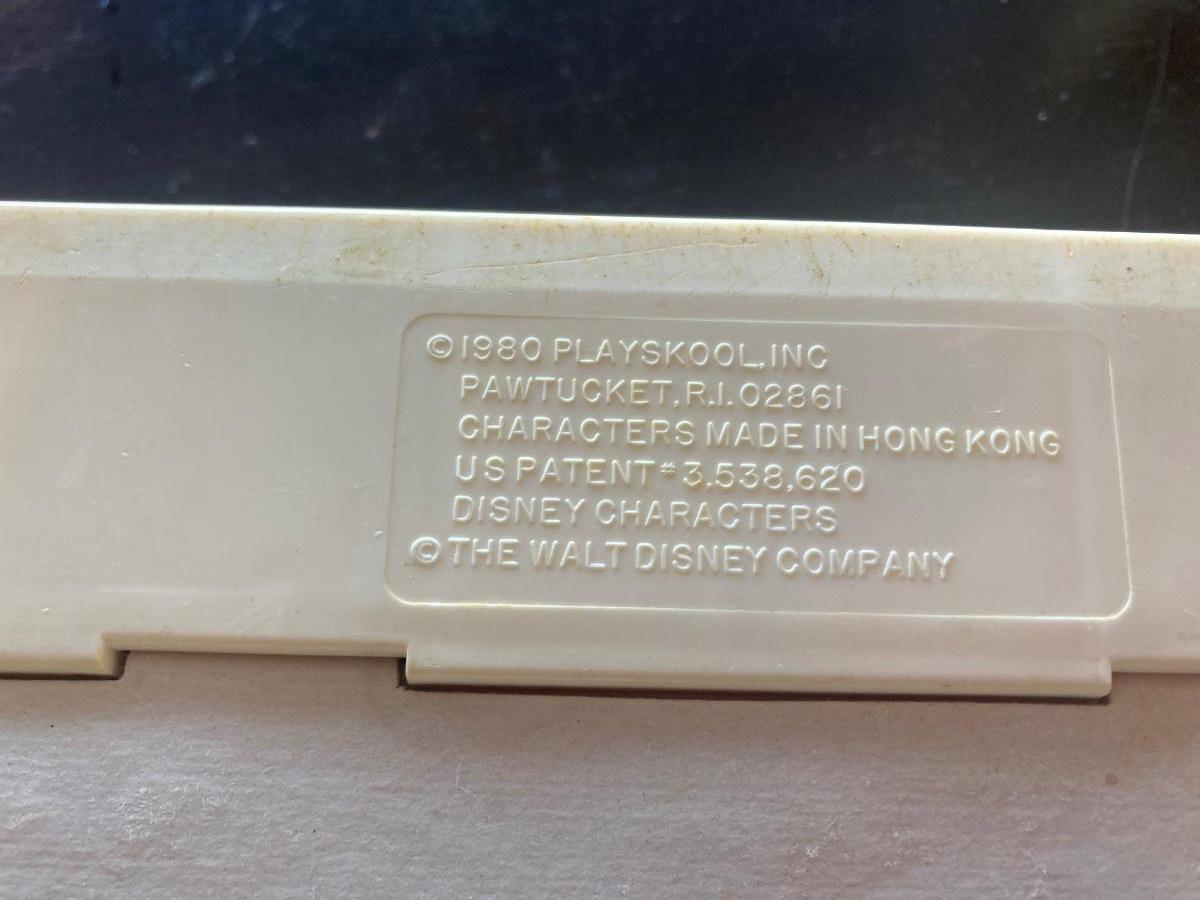 ©1980 PLAYSKOOL, INC
PAWTUCKET, R.I. 02861
CHARACTERS MADE IN HONG KONG
US PATENT # 3,538,620
DISNEY CHARACTERS
© THE WALT DISNEY COMPANY